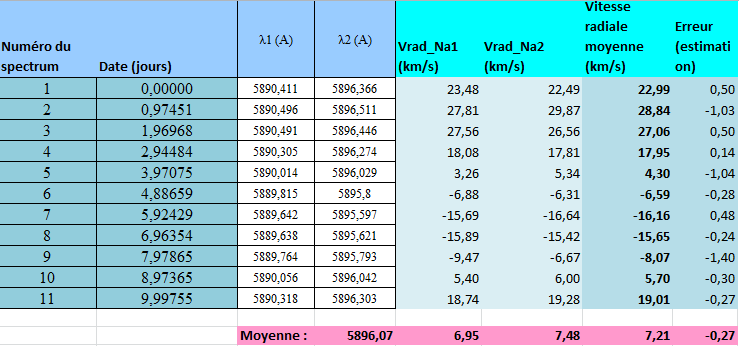 Numéro du spectrum Date (jours) λ1 (A) λ2 (A) Vrad_Na1 (km/s) Vrad_Na2 (km/s) Vitesse radiale moyenne (km/s) Erreur (estimati on)
1 0,00000 5890,411 5896,366 23,48 22,49 22,99 0,50
2 0,97451 5890,496 5896,511 27,81 29,87 28,84 -1,03
3 1,96968 5890,491 5896,446 27,56 26,56 27,06 0,50
4 2,94484 5890,305 5896,274 18,08 17,81 17,95 0,14
5 3,97075 5890,014 5896,029 3,26 5,34 4,30 -1,04
6 4,88659 5889,815 5895,8 -6,88 -6,31 -6,59 -0,28
7 5,92429 5889,642 5895,597 -15,69 -16,64 -16,16 0,48
8 6,96354 5889,638 5895,621 -15,89 -15,42 -15,65 -0,24
9 7,97865 5889,764 5895,793 -9,47 -6,67 -8,07 -1,40
10 8,97365 5890,056 5896,042 5,40 6,00 5,70 -0,30
11 9,99755 5890,318 5896,303 18,74 19,28 19,01 -0,27
Moyenne : 5896,07 6,95 7,48 7,21 -0,27